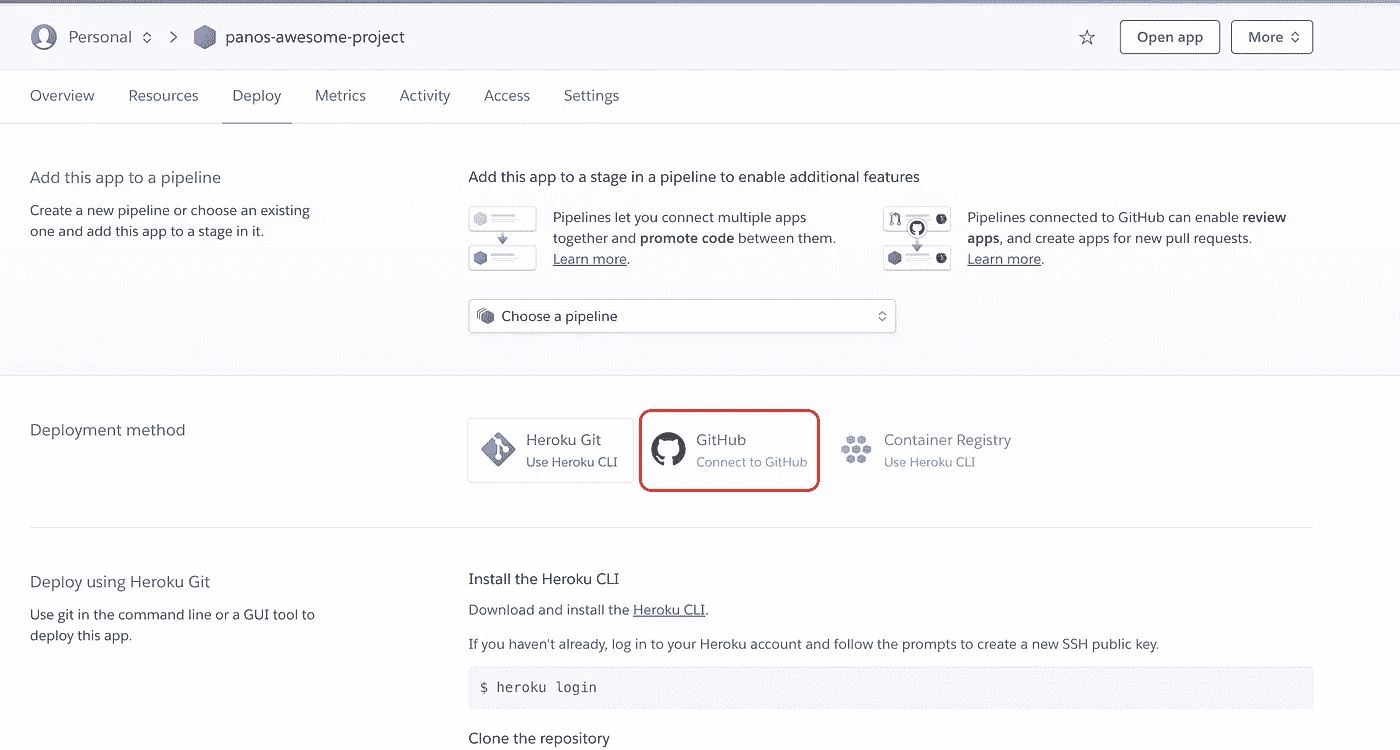 Personal
panos-awesome-project
Open app
More
Overview
Resources
Deploy
Metrics
Activity
Access
Settings
Add this app to a pipeline
Create a new pipeline or choose an existing
one and add this app to a stage in it.
Add this app to a stage in a pipeline to enable additional features
Pipelines let you connect multiple apps
together and promote code between them.
Learn more.
Pipelines connected to GitHub can enable review
apps, and create apps for new pull requests.
Learn more.
Choose a pipeline
Deployment method
Heroku Git
Use Heroku CLI
GitHub
Connect to GitHub
Container Registry
Use Heroku CLI
Deploy using Heroku Git
Use git in the command line or a GUI tool to
deploy this app.
Install the Heroku CLI
Download and install the Heroku CLI.
If you haven't already, log in to your Heroku account and follow the prompts to create a new SSH public key.
$ heroku login
Clone the repository